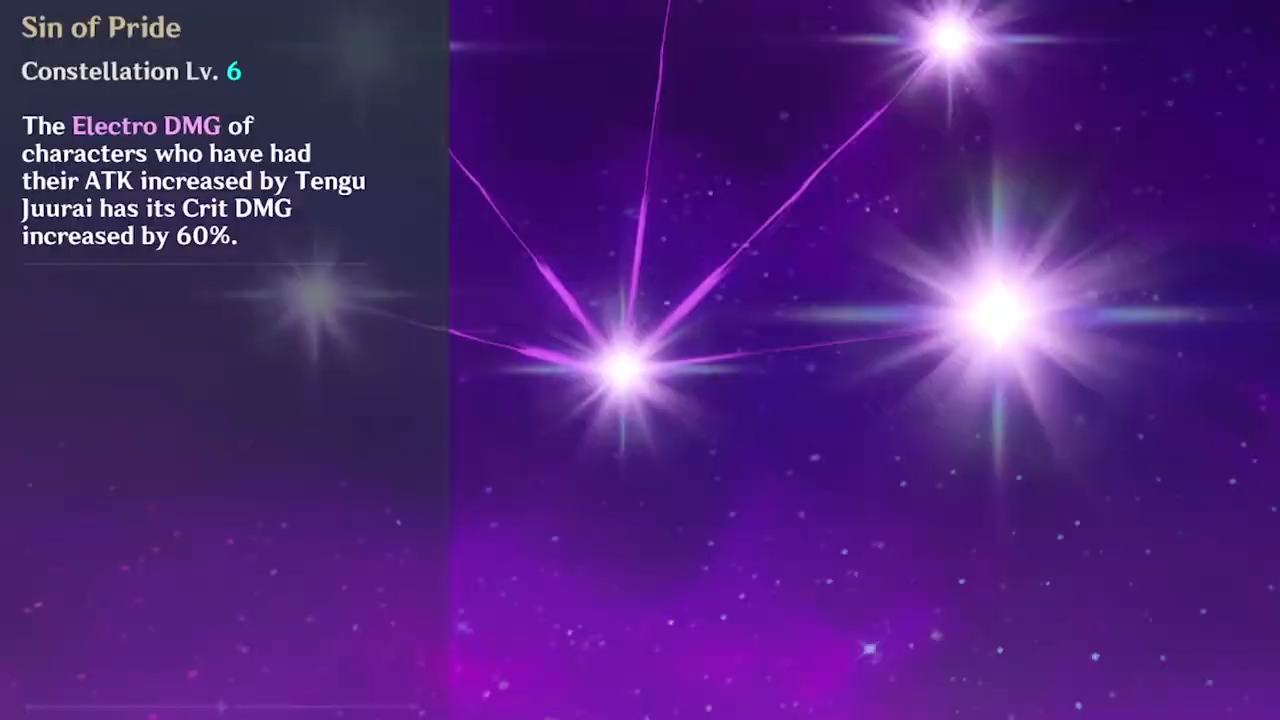 Sin of Pride
Constellation Lv. 6
The Electro DMG of
characters who have had
their ATK increased by Tengu
Juurai has its Crit DMG
increased by 60%.